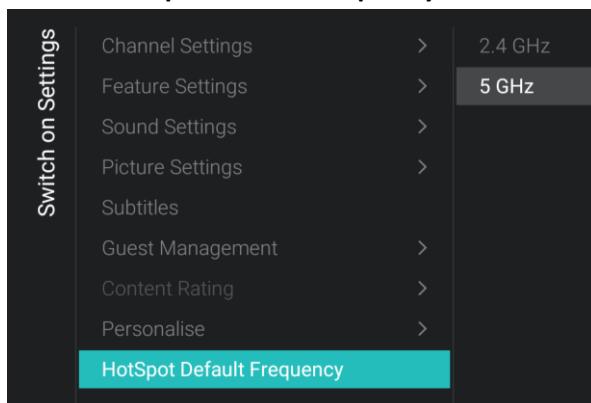 Switch on Settings
Channel Settings >
Feature Settings >
Sound Settings >
Picture Settings >
Subtitles
Guest Management >
Content Rating >
Personalise >
HotSpot Default Frequency
2.4 GHz
5 GHz